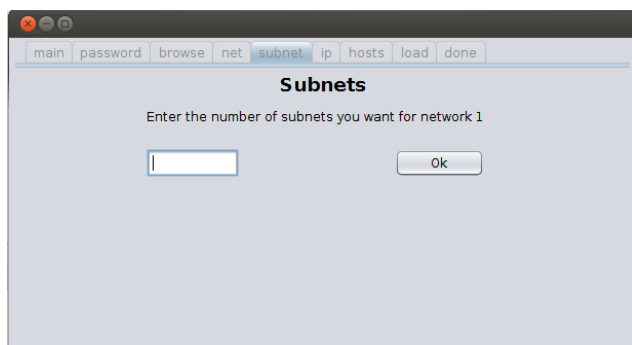 main password browse net subnet ip hosts load done
Subnets
Enter the number of subnets you want for network 1
Ok